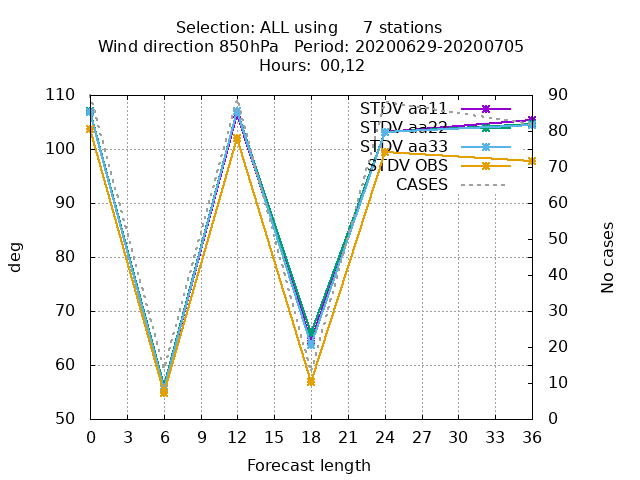 Selection: ALL using     7 stations
Wind direction 850hPa   Period: 20200629-20200705
Hours: 00,12
110
100
90
80
70
60
50
90
80
70
60
50
40
30
20
10
0
STDV aa11
STDV aa22
STDV aa33
STDV OBS
CASES
deg
No cases
0 3 6 9 12 15 18 21 24 27 30 33 36
Forecast length